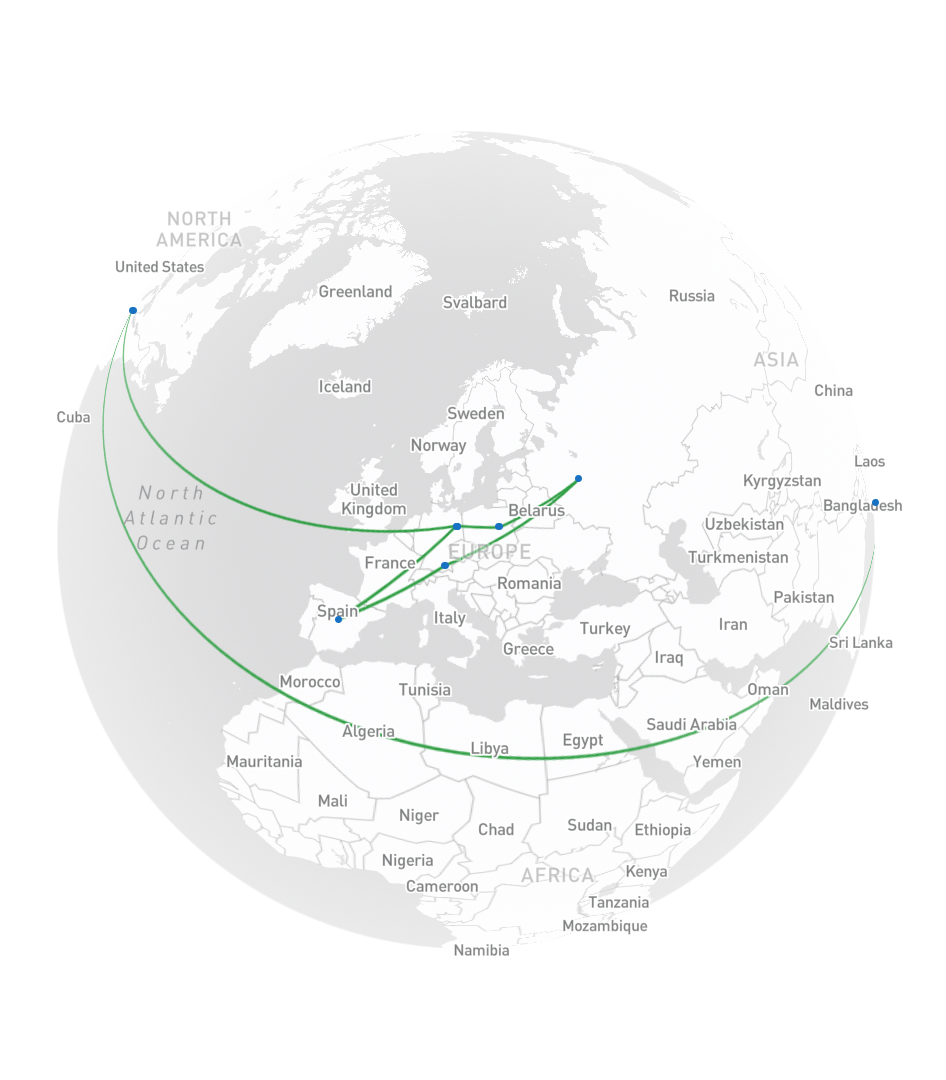 NORTH
AMERICA
United States
Greenland
Svalbard
Russia
ASIA
Iceland
China
Cuba
Sweden
Norway
Laos
Kyrgyzstan
United
Kingdom
North
Atlantic
Ocean
Belarus
Bangladesh
Uzbekistan
EUROPE
Turkmenistan
France
Romania
Pakistan
Spain
Italy
Turkey
Iran
Greece
Iraq
Sri Lanka
Morocco
Tunisia
Oman
Maldives
Algeria
Saudi Arabia
Libya
Egypt
Mauritania
Yemen
Mali
Niger
Chad
Sudan
Ethiopia
Nigeria
Cameroon
AFRICA
Kenya
Tanzania
Mozambique
Namibia